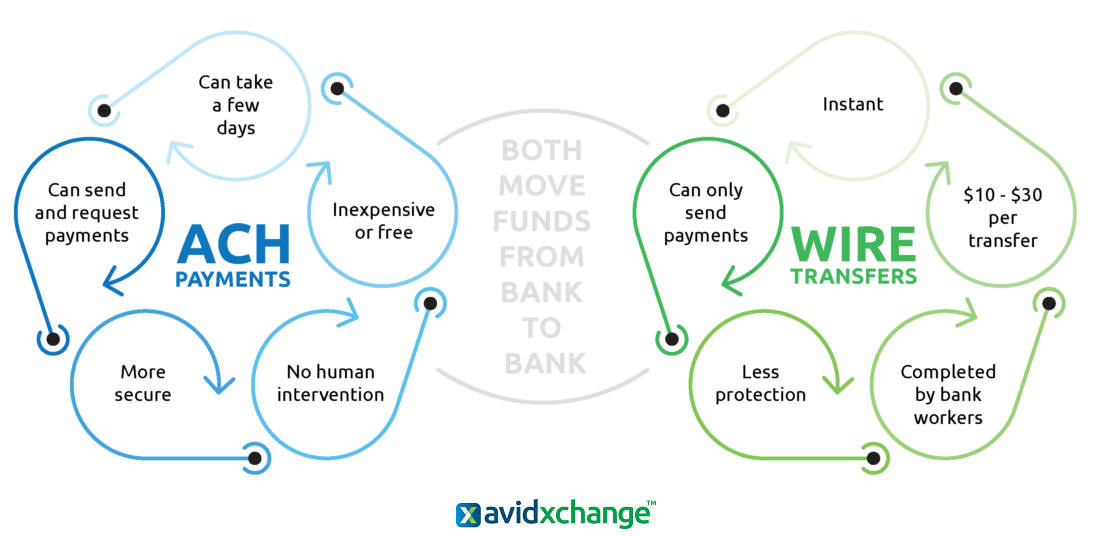 Can take
a few
days
Can send
and request
payments
Inexpensive
or free
ACH
PAYMENTS
More
secure
No human
intervention
BOTH
MOVE
FUNDS
FROM
BANK
TO
BANK
Instant
Can only
send
payments
$10 - $30
per
transfer
WIRE
TRANSFERS
Less
protection
Completed
by bank
workers
avidxchange™